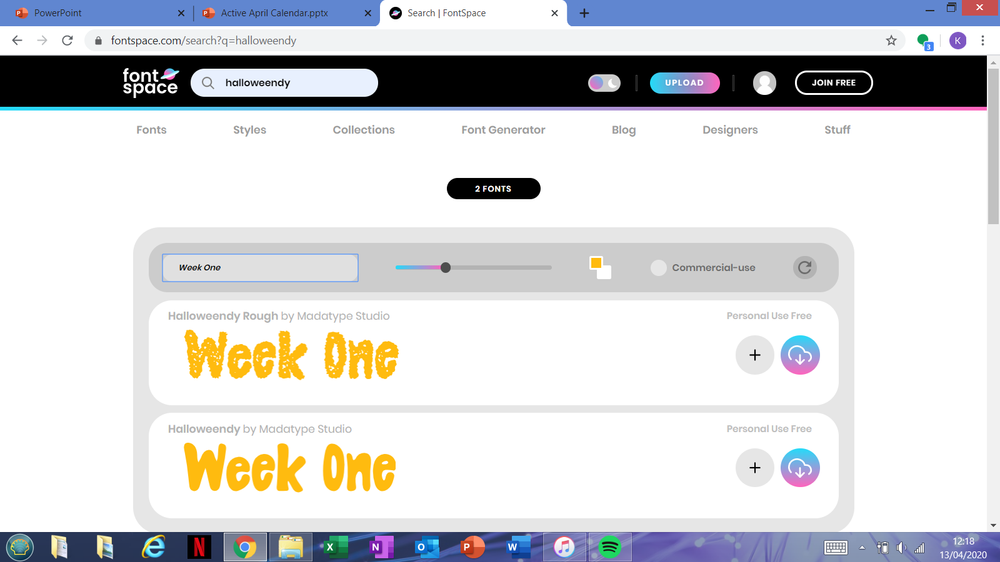 PowerPoint
Active April Calendar.pptx
Search | FontSpace
fontspace.com/search?q=halloweendy
3
K
font
space
halloweendy
UPLOAD
JOIN FREE
Fonts
Styles
Collections
Font Generator
Blog
Designers
Stuff
2 FONTS
Week One
Commercial-use
Halloweendy Rough by Madatype Studio
Personal Use Free
Week One
Halloweendy by Madatype Studio
Personal Use Free
Week One
12:18
13/04/2020